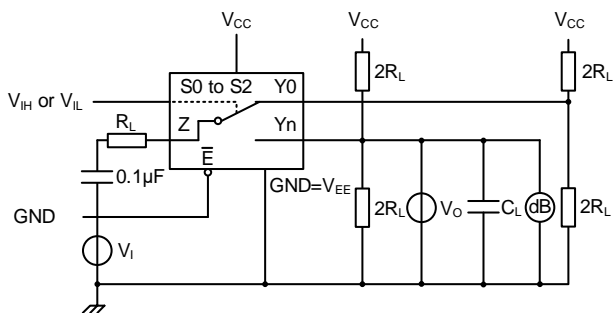 VCC
VCC
VCC
2RL
2RL
S0 to S2
Y0
VIH or VIL
RL
Z
Yn
E
0.1μF
GND=VEE
GND
2RL
VO
CL
dB
2RL
VI